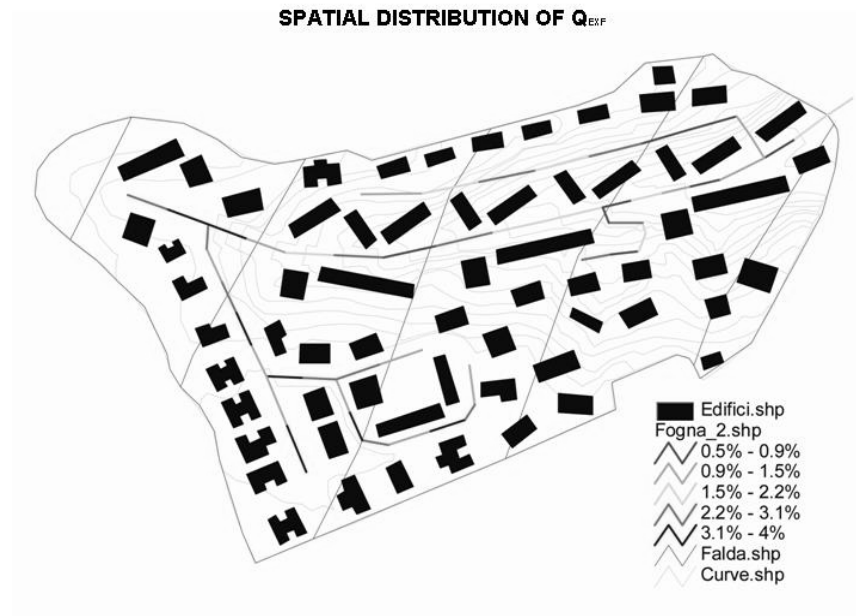 SPATIAL DISTRIBUTION OF QEXF
Edifici.shp
Fogna_2.shp
0.5% - 0.9%
0.9% - 1.5%
1.5% - 2.2%
2.2% - 3.1%
3.1% - 4%
Falda.shp
Curve.shp